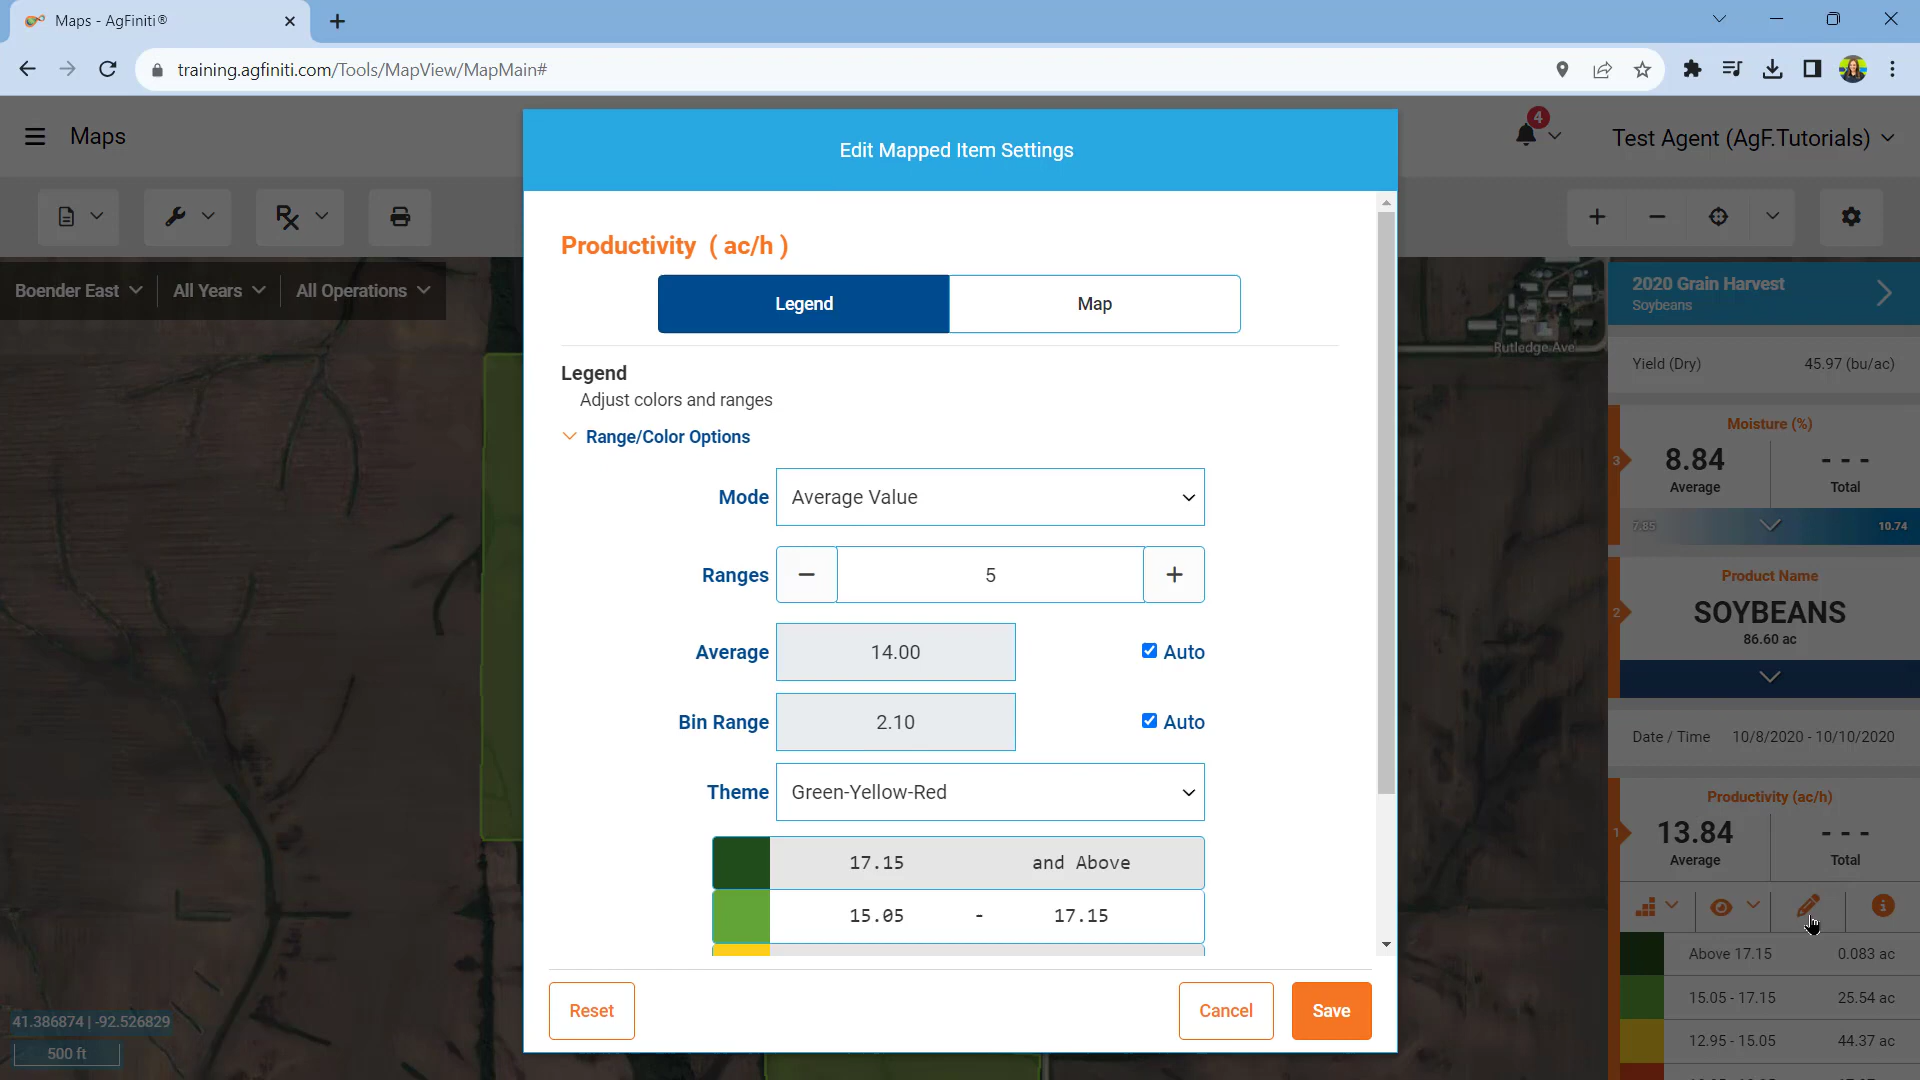 Maps - AgFiniti®
training.agfiniti.com/Tools/MapView/MapMain#
Maps
4
Test Agent (AgF.Tutorials)
Rx
Boender East
All Years
All Operations
Edit Mapped Item Settings
Productivity ( ac/h )
Legend
Map
Legend
Adjust colors and ranges
Range/Color Options
Mode
Average Value
Ranges
5
Average
14.00
Auto
Bin Range
2.10
Auto
Theme
Green-Yellow-Red
17.15 and Above
15.05 - 17.15
Reset
Cancel
Save
Rutledge Ave
2020 Grain Harvest
Soybeans
Yield (Dry) 45.97 (bu/ac)
Moisture (%)
3
8.84 - - -
Average Total
7.85 10.74
Product Name
2
SOYBEANS
86.60 ac
Date / Time 10/8/2020 - 10/10/2020
Productivity (ac/h)
1
13.84 - - -
Average Total
Above 17.15 0.083 ac
15.05 - 17.15 25.54 ac
12.95 - 15.05 44.37 ac
41.386874 | -92.526829
500 ft